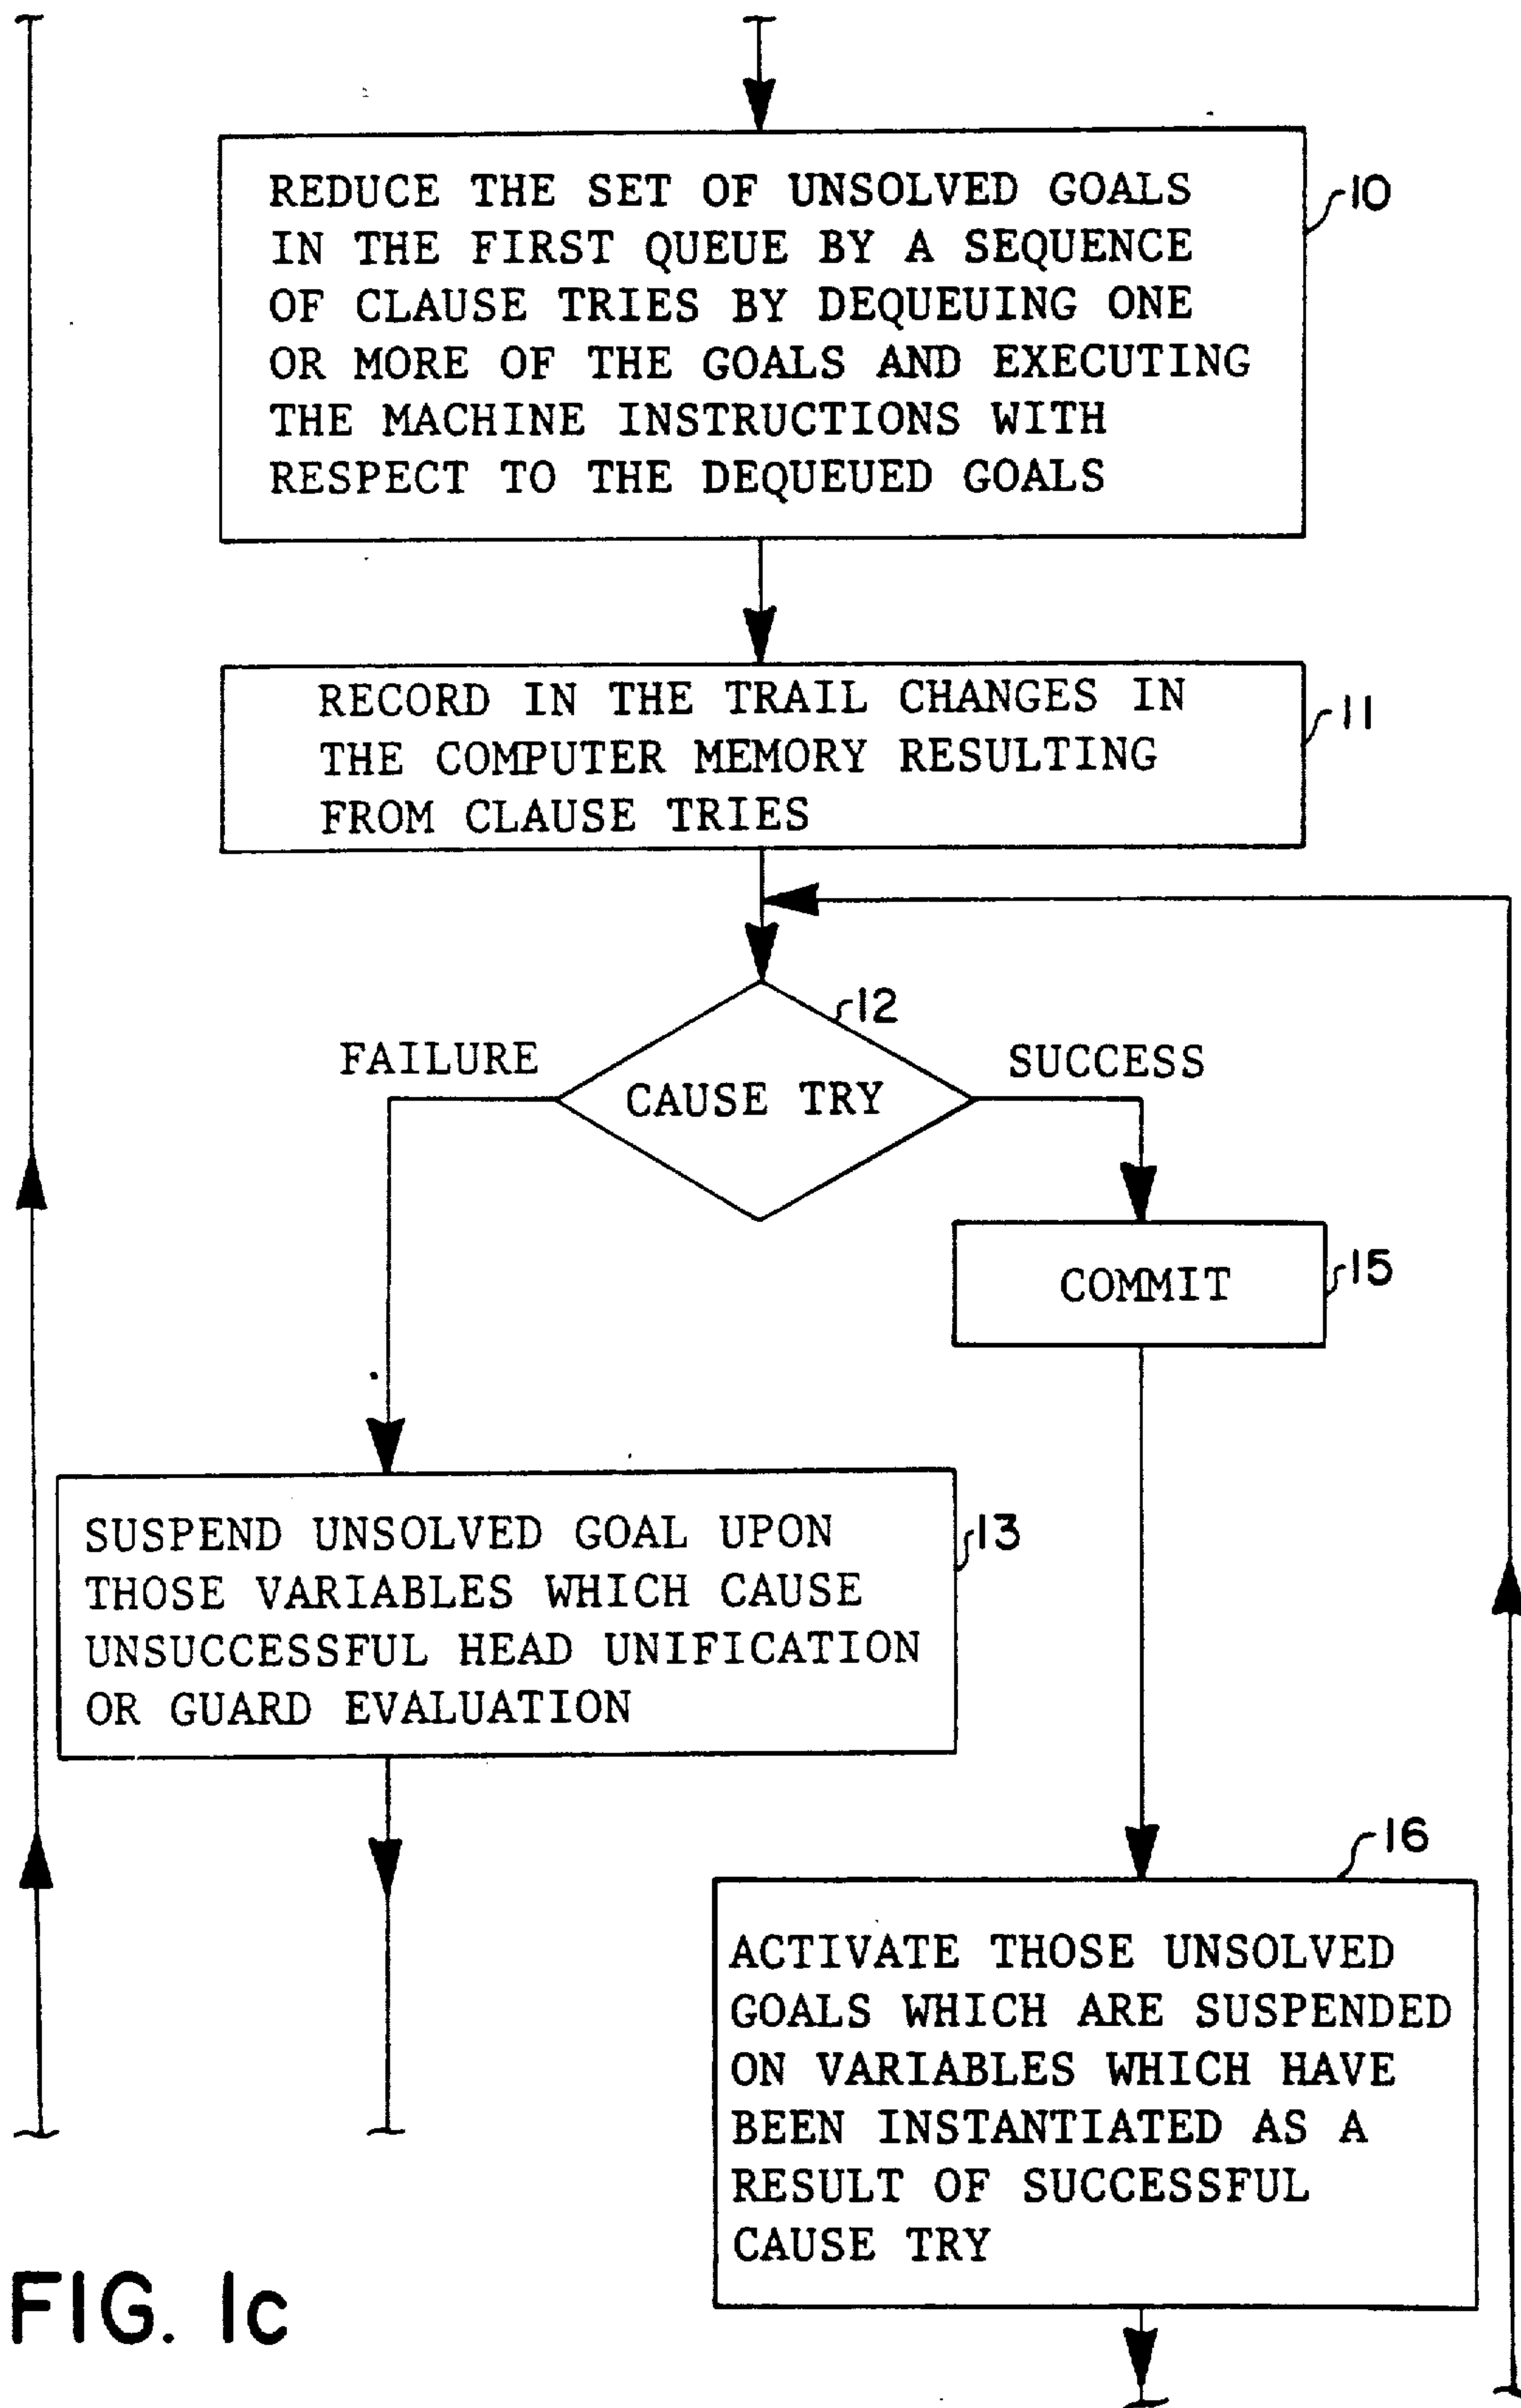 REDUCE THE SET OF UNSOLVED GOALS
IN THE FIRST QUEUE BY A SEQUENCE
OF CLAUSE TRIES BY DEQUEUING ONE
OR MORE OF THE GOALS AND EXECUTING
THE MACHINE INSTRUCTIONS WITH
RESPECT TO THE DEQUEUED GOALS
10
RECORD IN THE TRAIL CHANGES IN
THE COMPUTER MEMORY RESULTING
FROM CLAUSE TRIES
11
12
FAILURE
CAUSE TRY
SUCCESS
COMMIT
15
SUSPEND UNSOLVED GOAL UPON
THOSE VARIABLES WHICH CAUSE
UNSUCCESSFUL HEAD UNIFICATION
OR GUARD EVALUATION
13
16
ACTIVATE THOSE UNSOLVED
GOALS WHICH ARE SUSPENDED
ON VARIABLES WHICH HAVE
BEEN INSTANTIATED AS A
RESULT OF SUCCESSFUL
CAUSE TRY
FIG. 1c